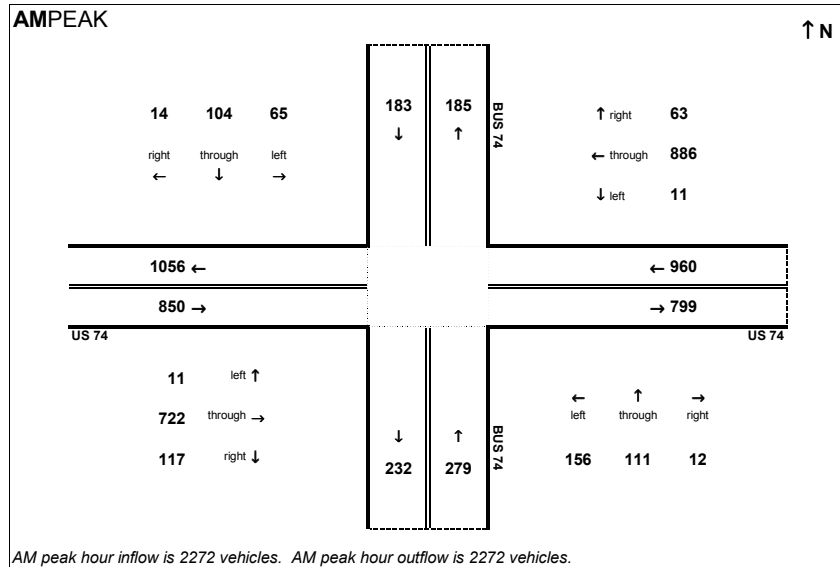 AMPEAK
↑ N
14 104 65
right through left
← ↓ →
183 185
↓ ↑
BUS 74
↑ right 63
← through 886
↓ left 11
1056 ←
850 →
← 960
→ 799
US 74
US 74
11 left ↑
722 through →
117 right ↓
↓ ↑
232 279
BUS 74
← ↑ →
left through right
156 111 12
AM peak hour inflow is 2272 vehicles. AM peak hour outflow is 2272 vehicles.